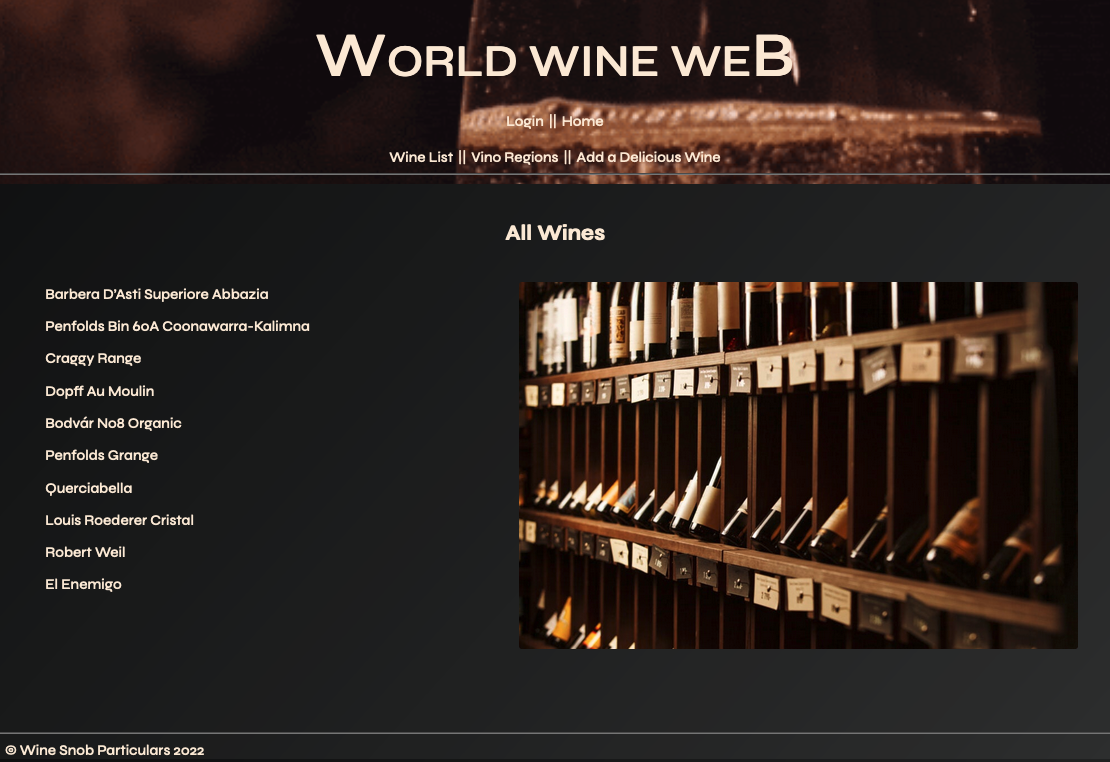 World wine weB
Login || Home
Wine List || Vino Regions || Add a Delicious Wine
All Wines
Barbera D'Asti Superiore Abbazia
Penfolds Bin 60A Coonawarra-Kalimna
Craggy Range
Dopff Au Moulin
Bodvár No8 Organic
Penfolds Grange
Querciabella
Louis Roederer Cristal
Robert Weil
El Enemigo
© Wine Snob Particulars 2022